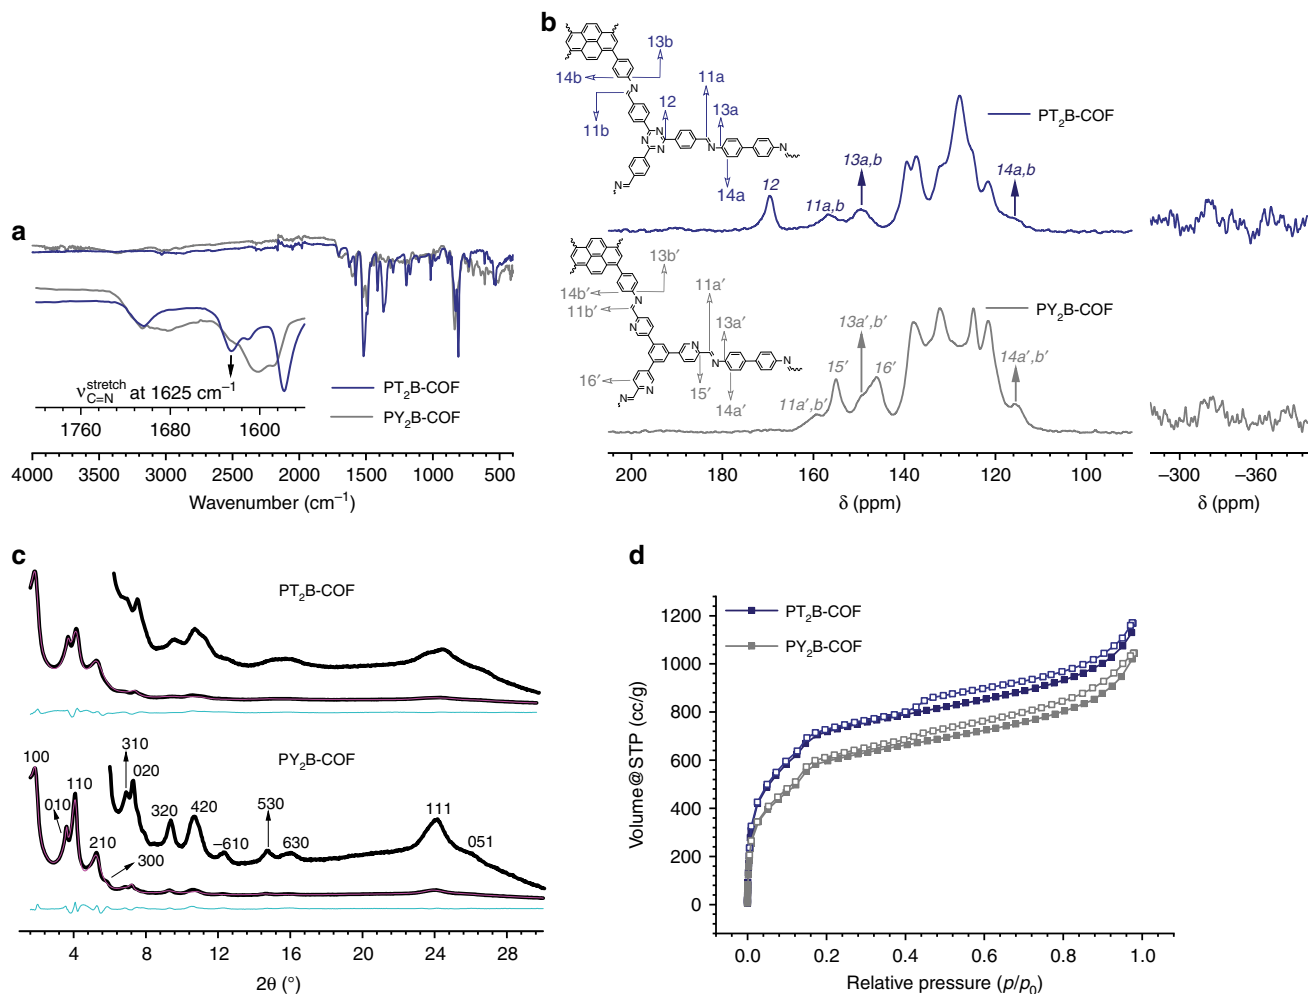 a
ν stretch C=N at 1625 cm⁻¹
PT₂B-COF
PY₂B-COF
1760 1680 1600
4000 3500 3000 2500 2000 1500 1000 500
Wavenumber (cm⁻¹)
b
13b
14b
N
11b
12
11a
13a
N N
N
N
N
14a
N
PT₂B-COF
12
11a,b
13a,b
14a,b
13b′
14b′
N
11b′
N
11a′
13a′
N
N
N
16′
N
15′
14a′
N
PY₂B-COF
11a′,b′
15′
13a′,b′
16′
14a′,b′
200 180 160 140 120 100
δ (ppm)
−300 −360
δ (ppm)
c
PT₂B-COF
PY₂B-COF
100
010
110
210
300
310
020
320
420
−610
530
630
111
051
4 8 12 16 20 24 28
2θ (°)
d
PT₂B-COF
PY₂B-COF
1200
1000
800
600
400
200
0
Volume@STP (cc/g)
0.0 0.2 0.4 0.6 0.8 1.0
Relative pressure (p/p₀)